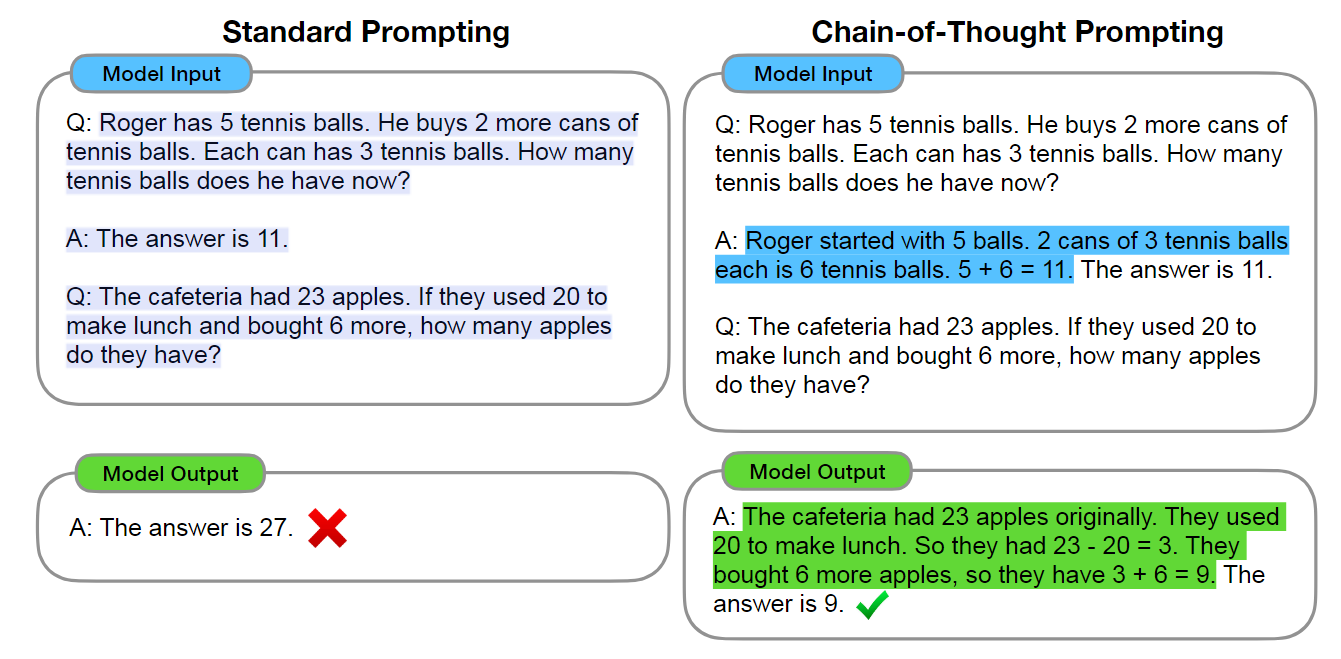 Standard Prompting
Model Input
Q: Roger has 5 tennis balls. He buys 2 more cans of
tennis balls. Each can has 3 tennis balls. How many
tennis balls does he have now?
A: The answer is 11.
Q: The cafeteria had 23 apples. If they used 20 to
make lunch and bought 6 more, how many apples
do they have?
Model Output
A: The answer is 27.
Chain-of-Thought Prompting
Model Input
Q: Roger has 5 tennis balls. He buys 2 more cans of
tennis balls. Each can has 3 tennis balls. How many
tennis balls does he have now?
A: Roger started with 5 balls. 2 cans of 3 tennis balls
each is 6 tennis balls. 5 + 6 = 11. The answer is 11.
Q: The cafeteria had 23 apples. If they used 20 to
make lunch and bought 6 more, how many apples
do they have?
Model Output
A: The cafeteria had 23 apples originally. They used
20 to make lunch. So they had 23 - 20 = 3. They
bought 6 more apples, so they have 3 + 6 = 9. The
answer is 9.